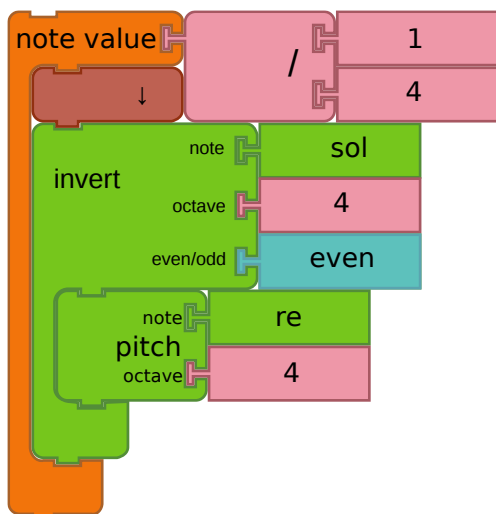 note value / 1
4
↓
invert note sol
octave 4
even/odd even
pitch note re
octave 4